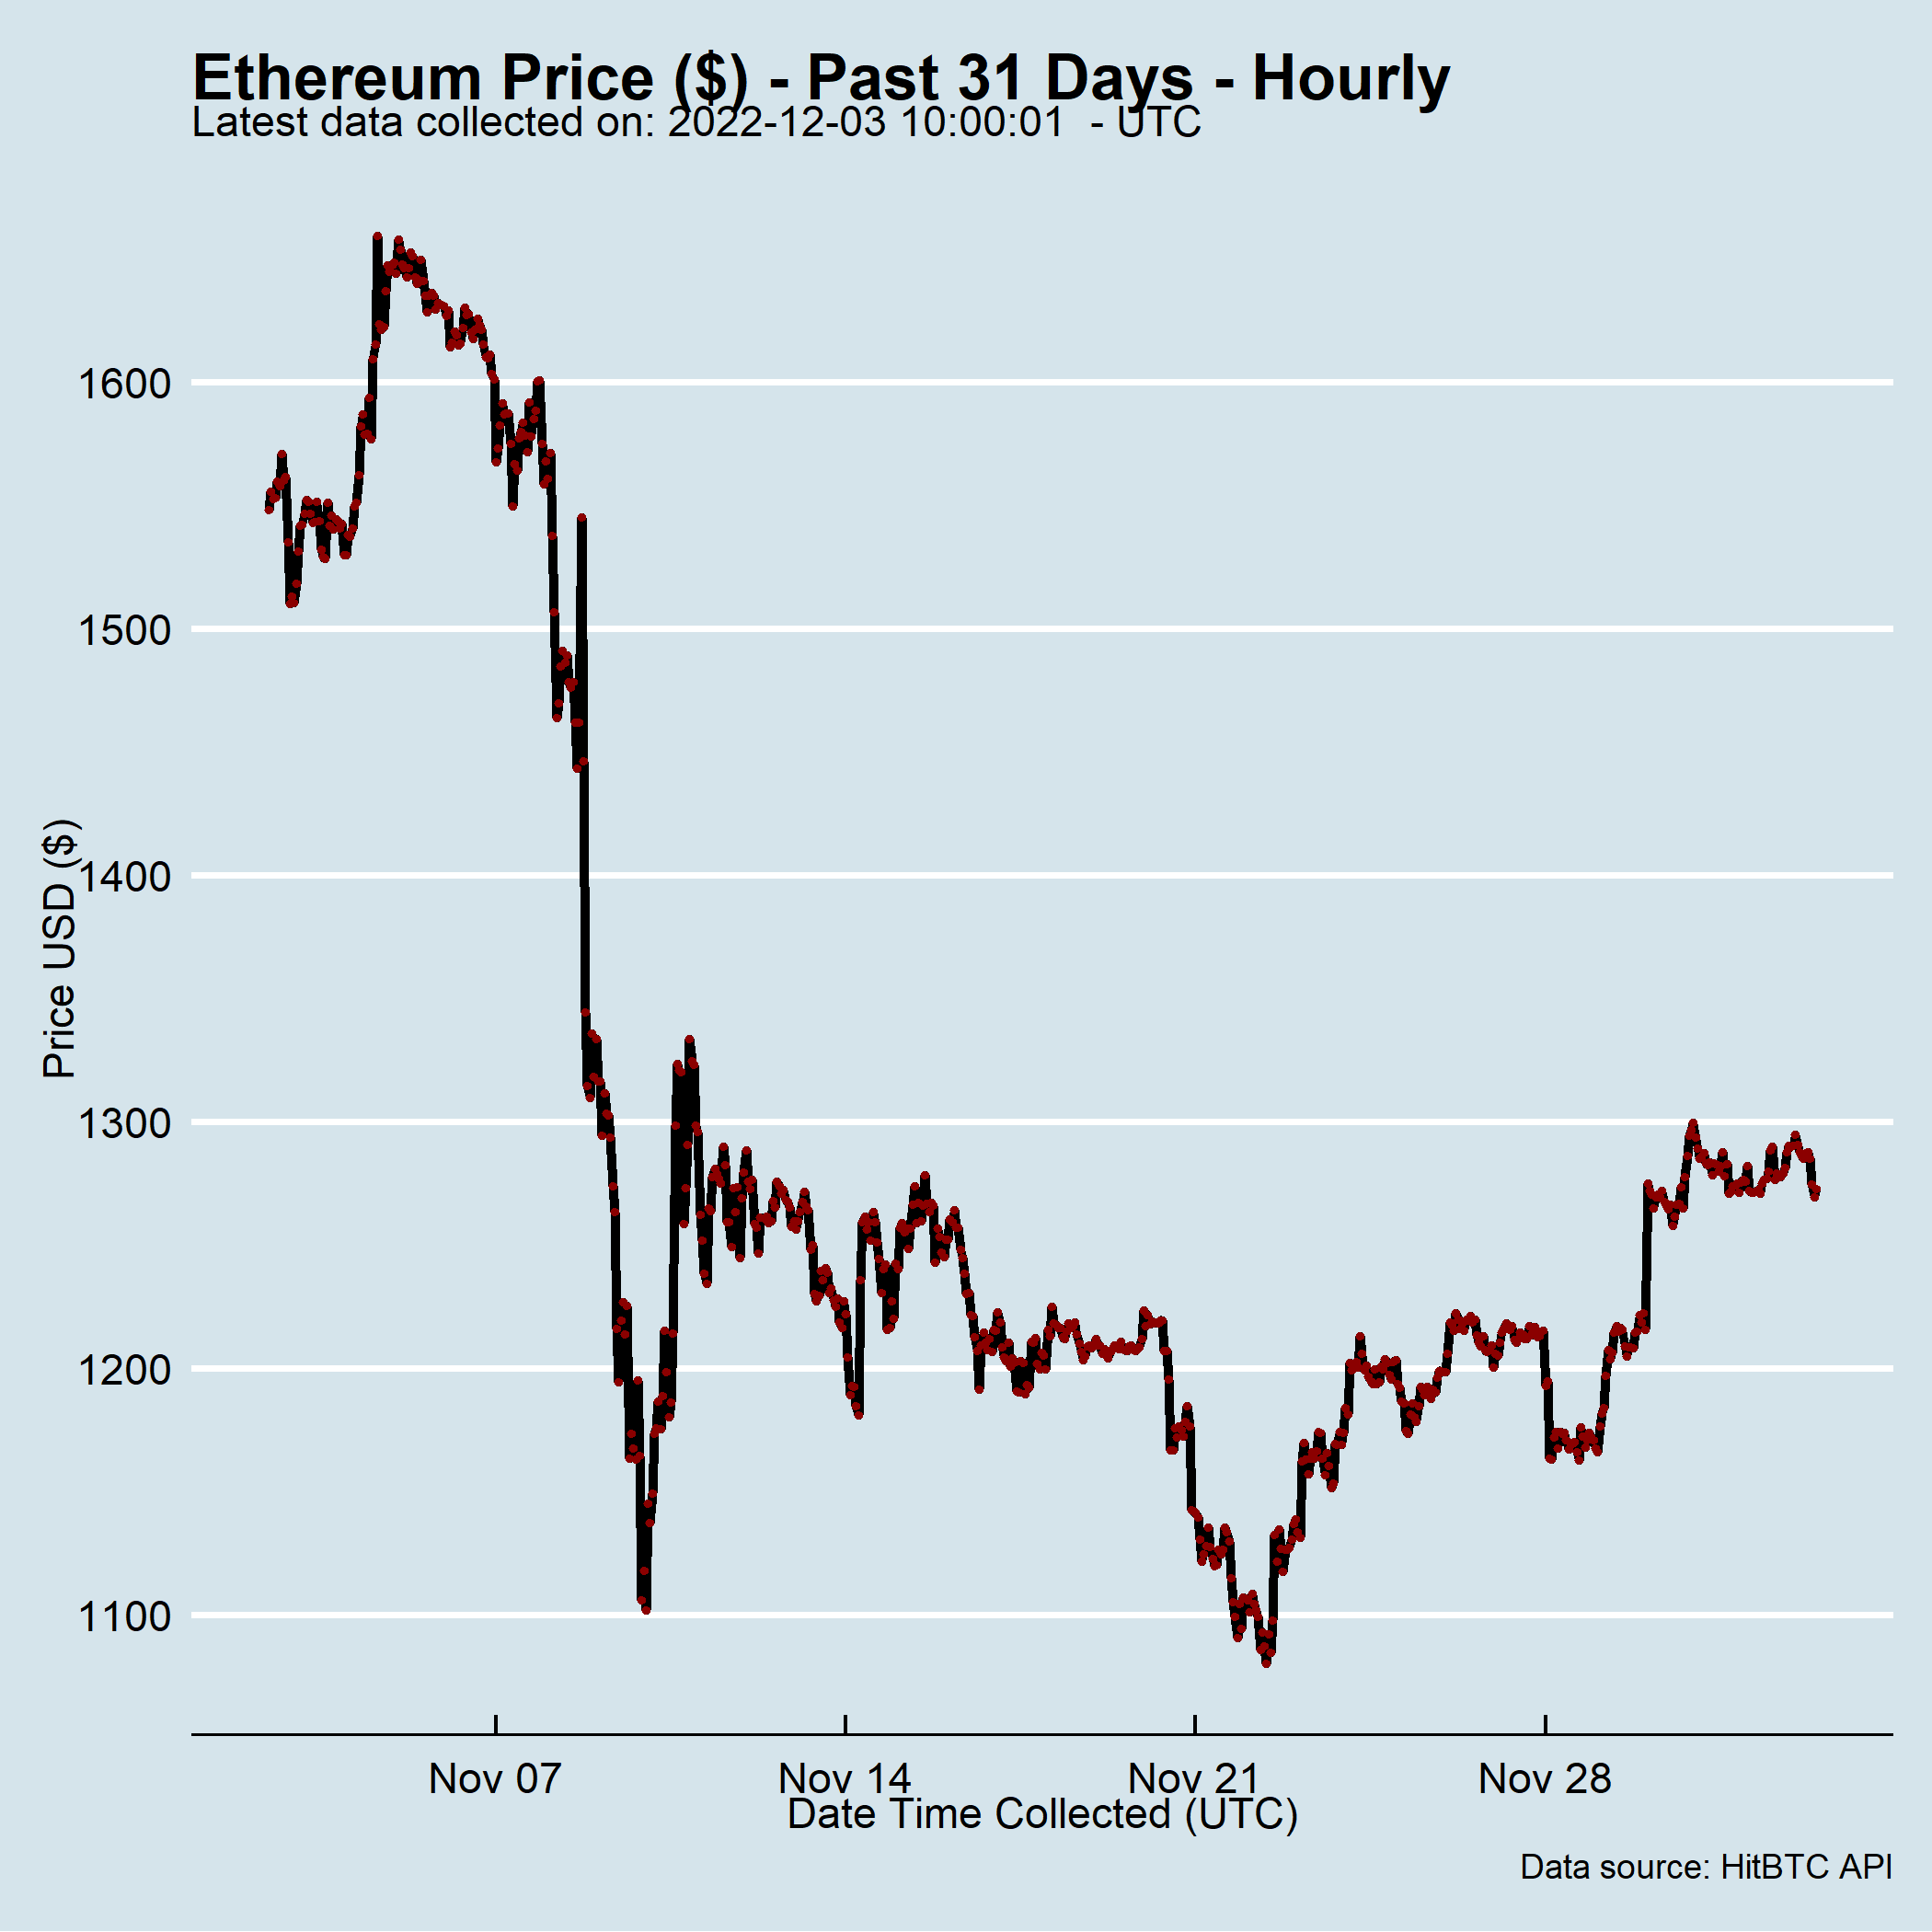 Ethereum Price ($) - Past 31 Days - Hourly
Latest data collected on: 2022-12-03 10:00:01  - UTC
1600
1500
1400
1300
1200
1100
Price USD ($)
Nov 07
Nov 14
Nov 21
Nov 28
Date Time Collected (UTC)
Data source: HitBTC API